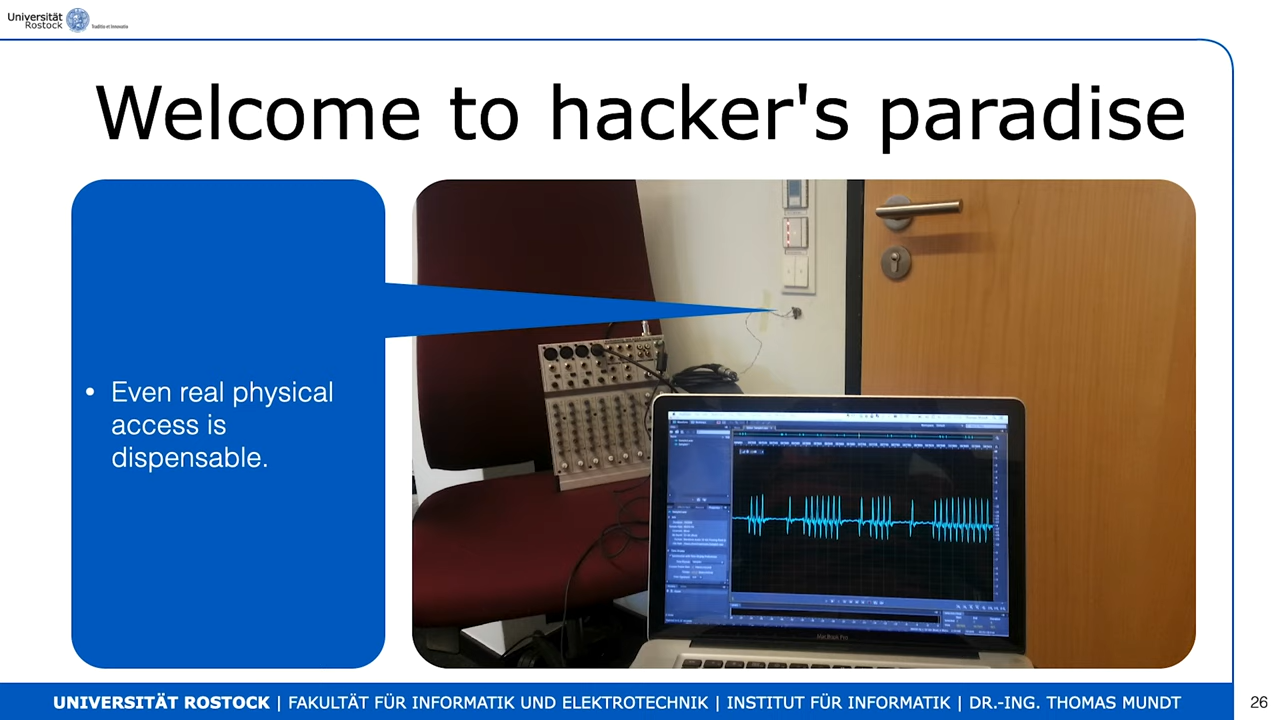 Universität
Rostock
Traditio et Innovatio
Welcome to hacker's paradise
• Even real physical
access is
dispensable.
MacBook Pro
UNIVERSITÄT ROSTOCK | FAKULTÄT FÜR INFORMATIK UND ELEKTROTECHNIK | INSTITUT FÜR INFORMATIK | DR.-ING. THOMAS MUNDT
26